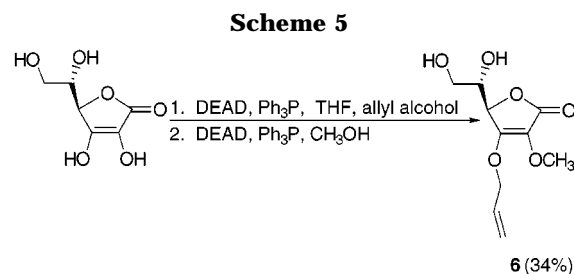 Scheme 5
HO
OH
O
O
HO
OH
1. DEAD, Ph₃P, THF, allyl alcohol
2. DEAD, Ph₃P, CH₃OH
HO
OH
O
O
O
OCH₃
6 (34%)